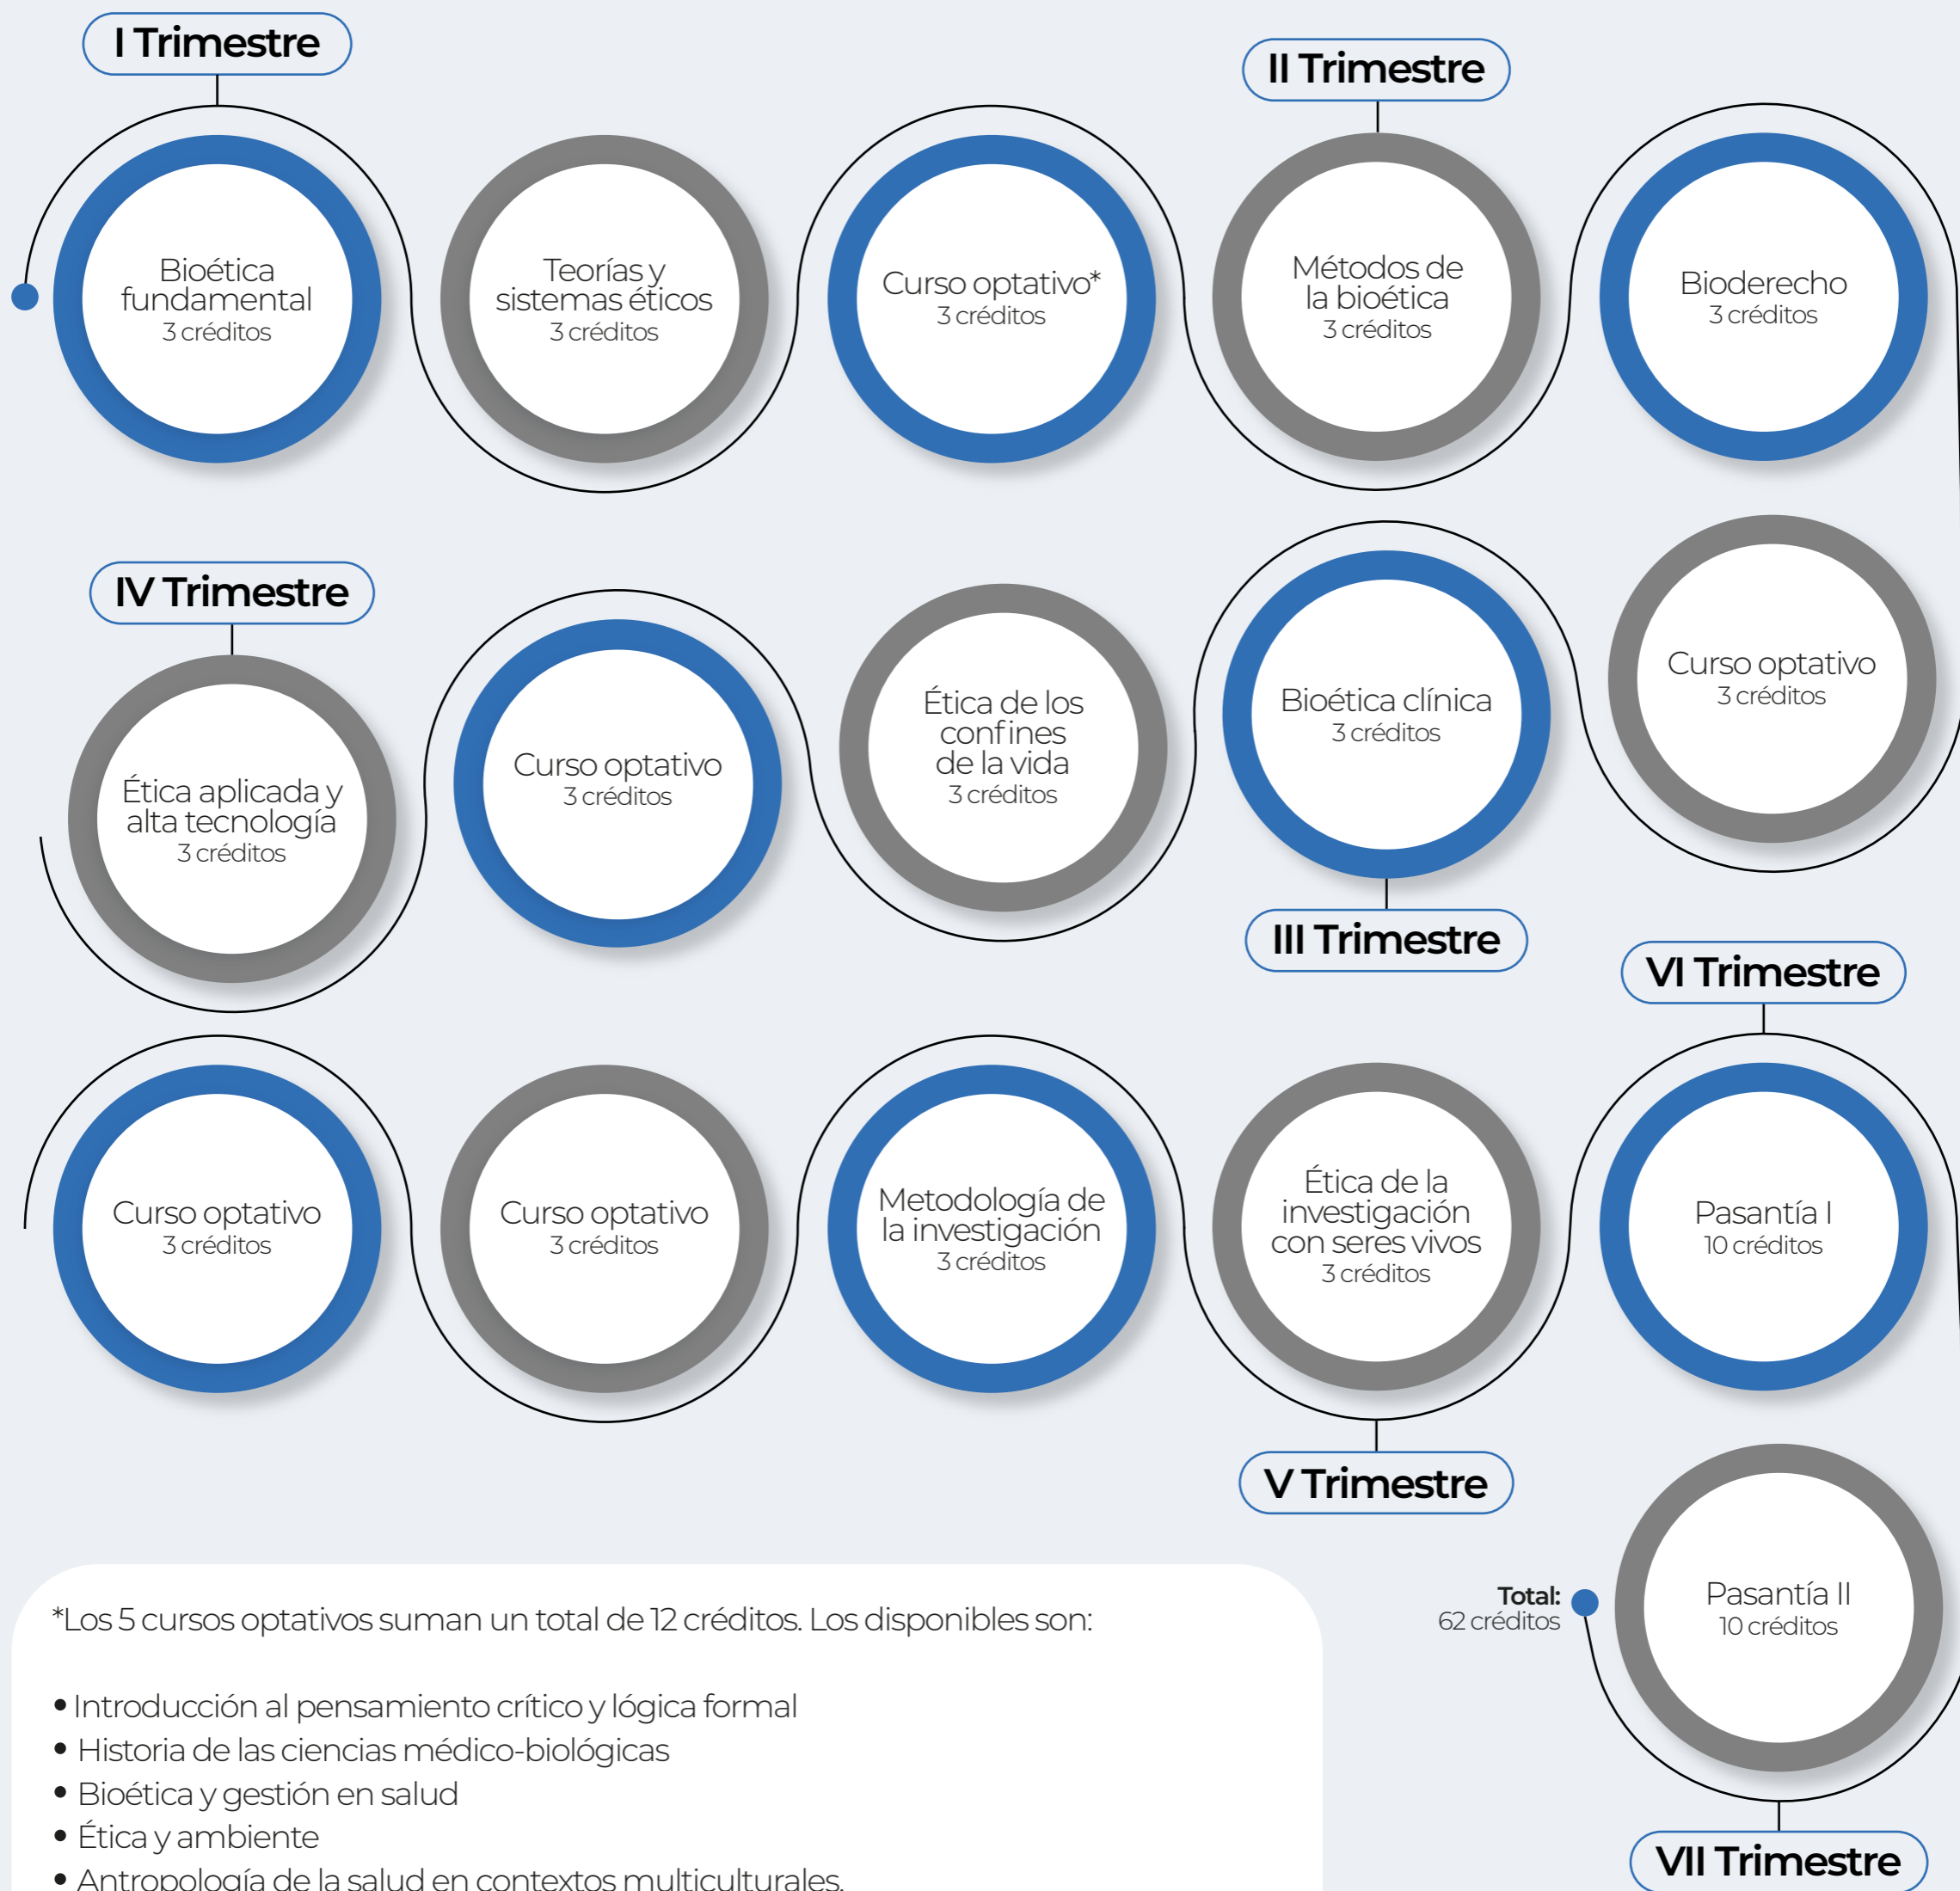 I Trimestre
Bioética
fundamental
3 créditos
Teorías y
sistemas éticos
3 créditos
Curso optativo*
3 créditos
II Trimestre
Métodos de
la bioética
3 créditos
Bioderecho
3 créditos
Curso optativo
3 créditos
III Trimestre
Bioética clínica
3 créditos
Ética de los
confines
de la vida
3 créditos
Curso optativo
3 créditos
IV Trimestre
Ética aplicada y
alta tecnología
3 créditos
Curso optativo
3 créditos
Curso optativo
3 créditos
Metodología de
la investigación
3 créditos
V Trimestre
Ética de la
investigación
con seres vivos
3 créditos
VI Trimestre
Pasantía I
10 créditos
VII Trimestre
Pasantía II
10 créditos
Total:
62 créditos
*Los 5 cursos optativos suman un total de 12 créditos. Los disponibles son:
• Introducción al pensamiento crítico y lógica formal
• Historia de las ciencias médico-biológicas
• Bioética y gestión en salud
• Ética y ambiente
• Antropología de la salud en contextos multiculturales.